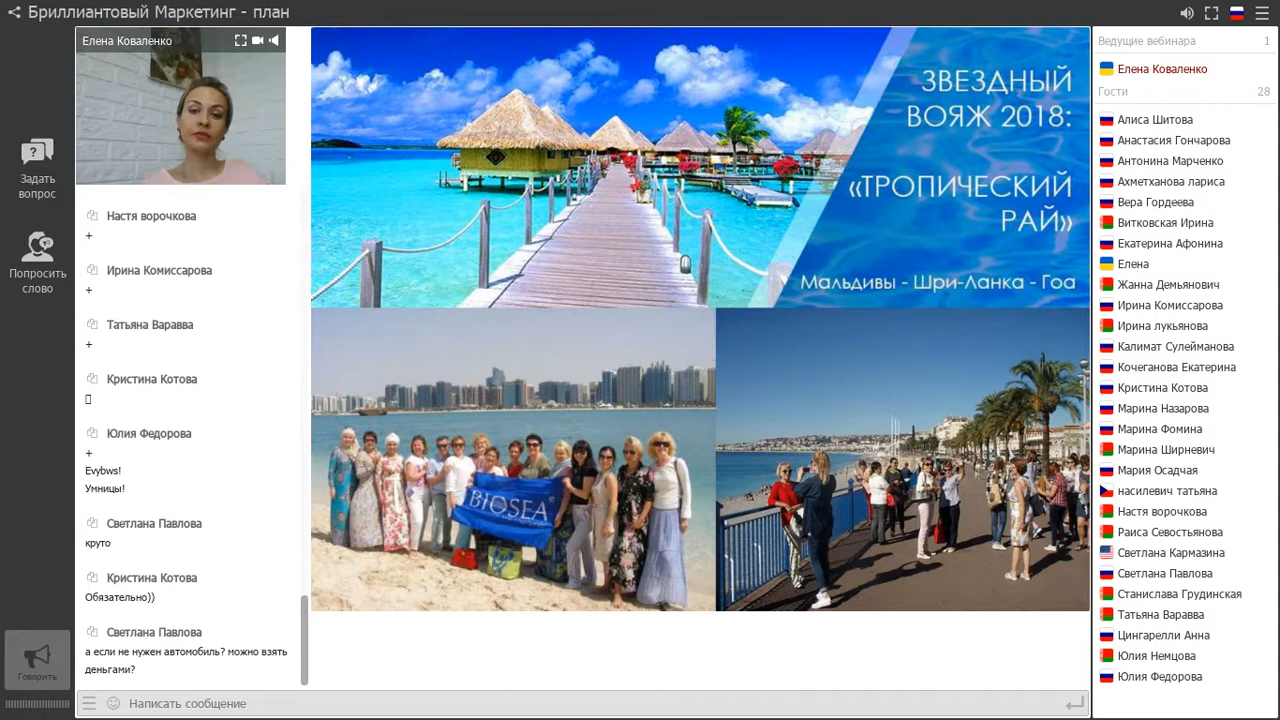 Бриллиантовый Маркетинг - план
Елена Коваленко
Задать
вопрос
Попросить
слово
Говорить
Настя ворочкова
+
Ирина Комиссарова
+
Татьяна Варавва
+
Кристина Котова
Юлия Федорова
+
Evybws!
Умницы!
Светлана Павлова
круто
Кристина Котова
Обязательно))
Светлана Павлова
а если не нужен автомобиль? можно взять
деньгами?
Написать сообщение
ЗВЕЗДНЫЙ
ВОЯЖ 2018:
«ТРОПИЧЕСКИЙ
РАЙ»
Мальдивы - Шри-Ланка - Гоа
BIOSEA
Ведущие вебинара 1
Елена Коваленко
Гости 28
Алиса Шитова
Анастасия Гончарова
Антонина Марченко
Ахметханова лариса
Вера Гордеева
Витковская Ирина
Екатерина Афонина
Елена
Жанна Демьянович
Ирина Комиссарова
Ирина лукьянова
Калимат Сулейманова
Кочеганова Екатерина
Кристина Котова
Марина Назарова
Марина Фомина
Марина Ширневич
Мария Осадчая
насилевич татьяна
Настя ворочкова
Раиса Севостьянова
Светлана Кармазина
Светлана Павлова
Станислава Грудинская
Татьяна Варавва
Цингарелли Анна
Юлия Немцова
Юлия Федорова